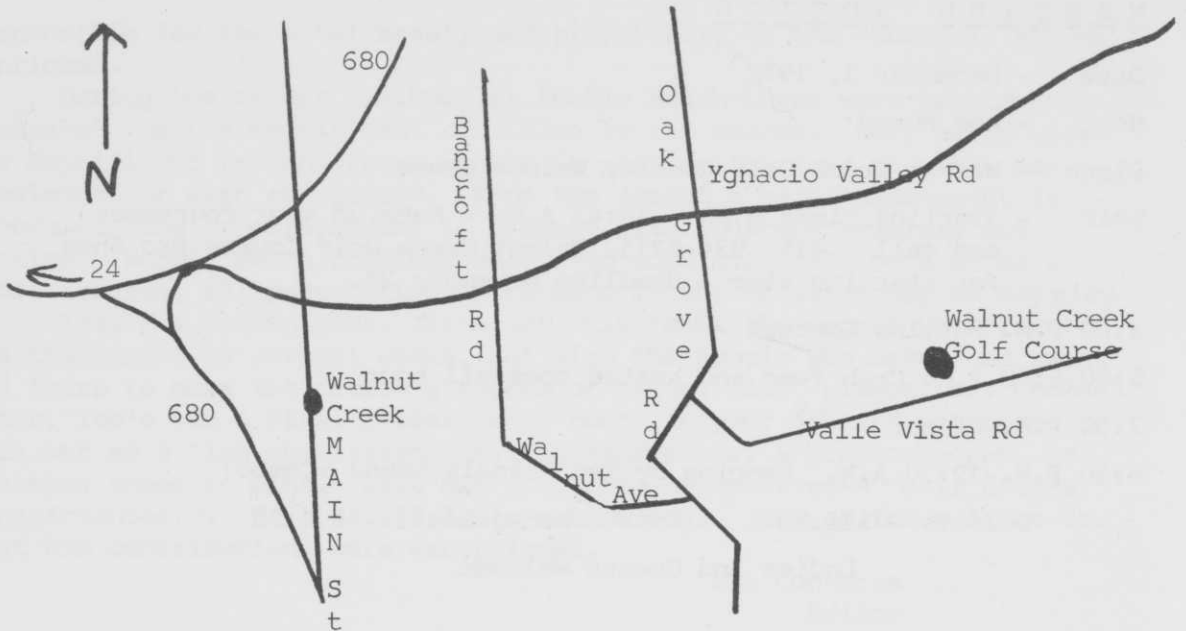 N
680
24
680
Bancroft Rd
Oak Grove Rd
Ygnacio Valley Rd
Walnut
Creek
MAIN St
Walnut Ave
Walnut Creek
Golf Course
Valle Vista Rd